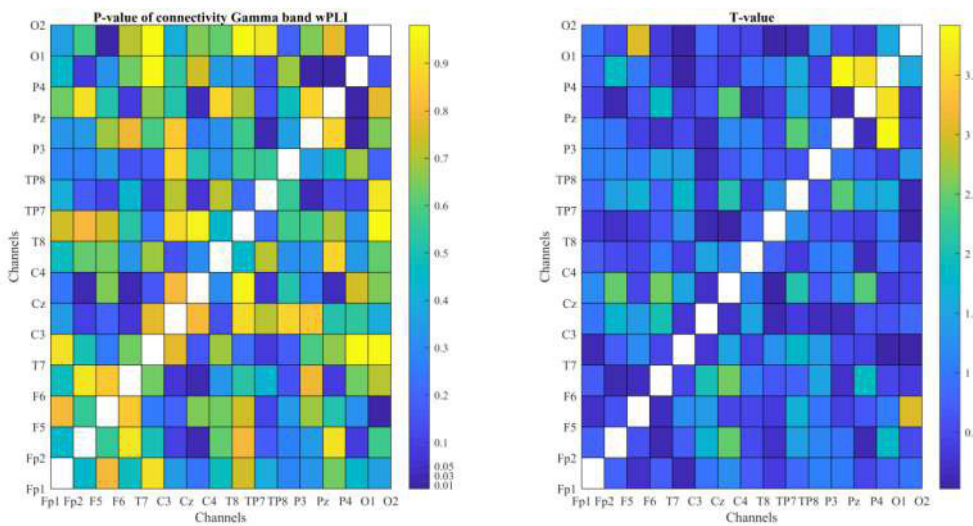 P-value of connectivity Gamma band wPLI
T-value
O2
O1
P4
Pz
P3
TP8
TP7
T8
C4
Cz
C3
T7
F6
F5
Fp2
Fp1
Channels
Fp1 Fp2 F5 F6 T7 C3 Cz C4 T8 TP7 TP8 P3 Pz P4 O1 O2
Channels
0.9
0.8
0.7
0.6
0.5
0.4
0.3
0.2
0.1
0.05
0.03
0.01
O2
O1
P4
Pz
P3
TP8
TP7
T8
C4
Cz
C3
T7
F6
F5
Fp2
Fp1
Channels
Fp1 Fp2 F5 F6 T7 C3 Cz C4 T8 TP7 TP8 P3 Pz P4 O1 O2
Channels
3.
3.
2.
2.
1.
1
0.